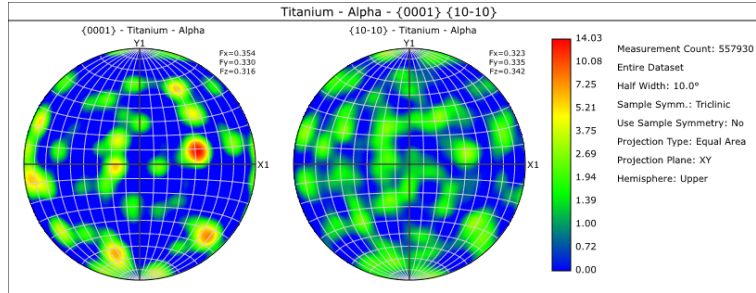 Titanium - Alpha - {0001} {10-10}
{0001} - Titanium - Alpha
Y1
Fx=0.354
Fy=0.330
Fz=0.316
X1
{10-10} - Titanium - Alpha
Y1
Fx=0.323
Fy=0.335
Fz=0.342
X1
14.03
10.08
7.25
5.21
3.75
2.69
1.94
1.39
1.00
0.72
0.00
Measurement Count: 557930
Entire Dataset
Half Width: 10.0°
Sample Symm.: Triclinic
Use Sample Symmetry: No
Projection Type: Equal Area
Projection Plane: XY
Hemisphere: Upper